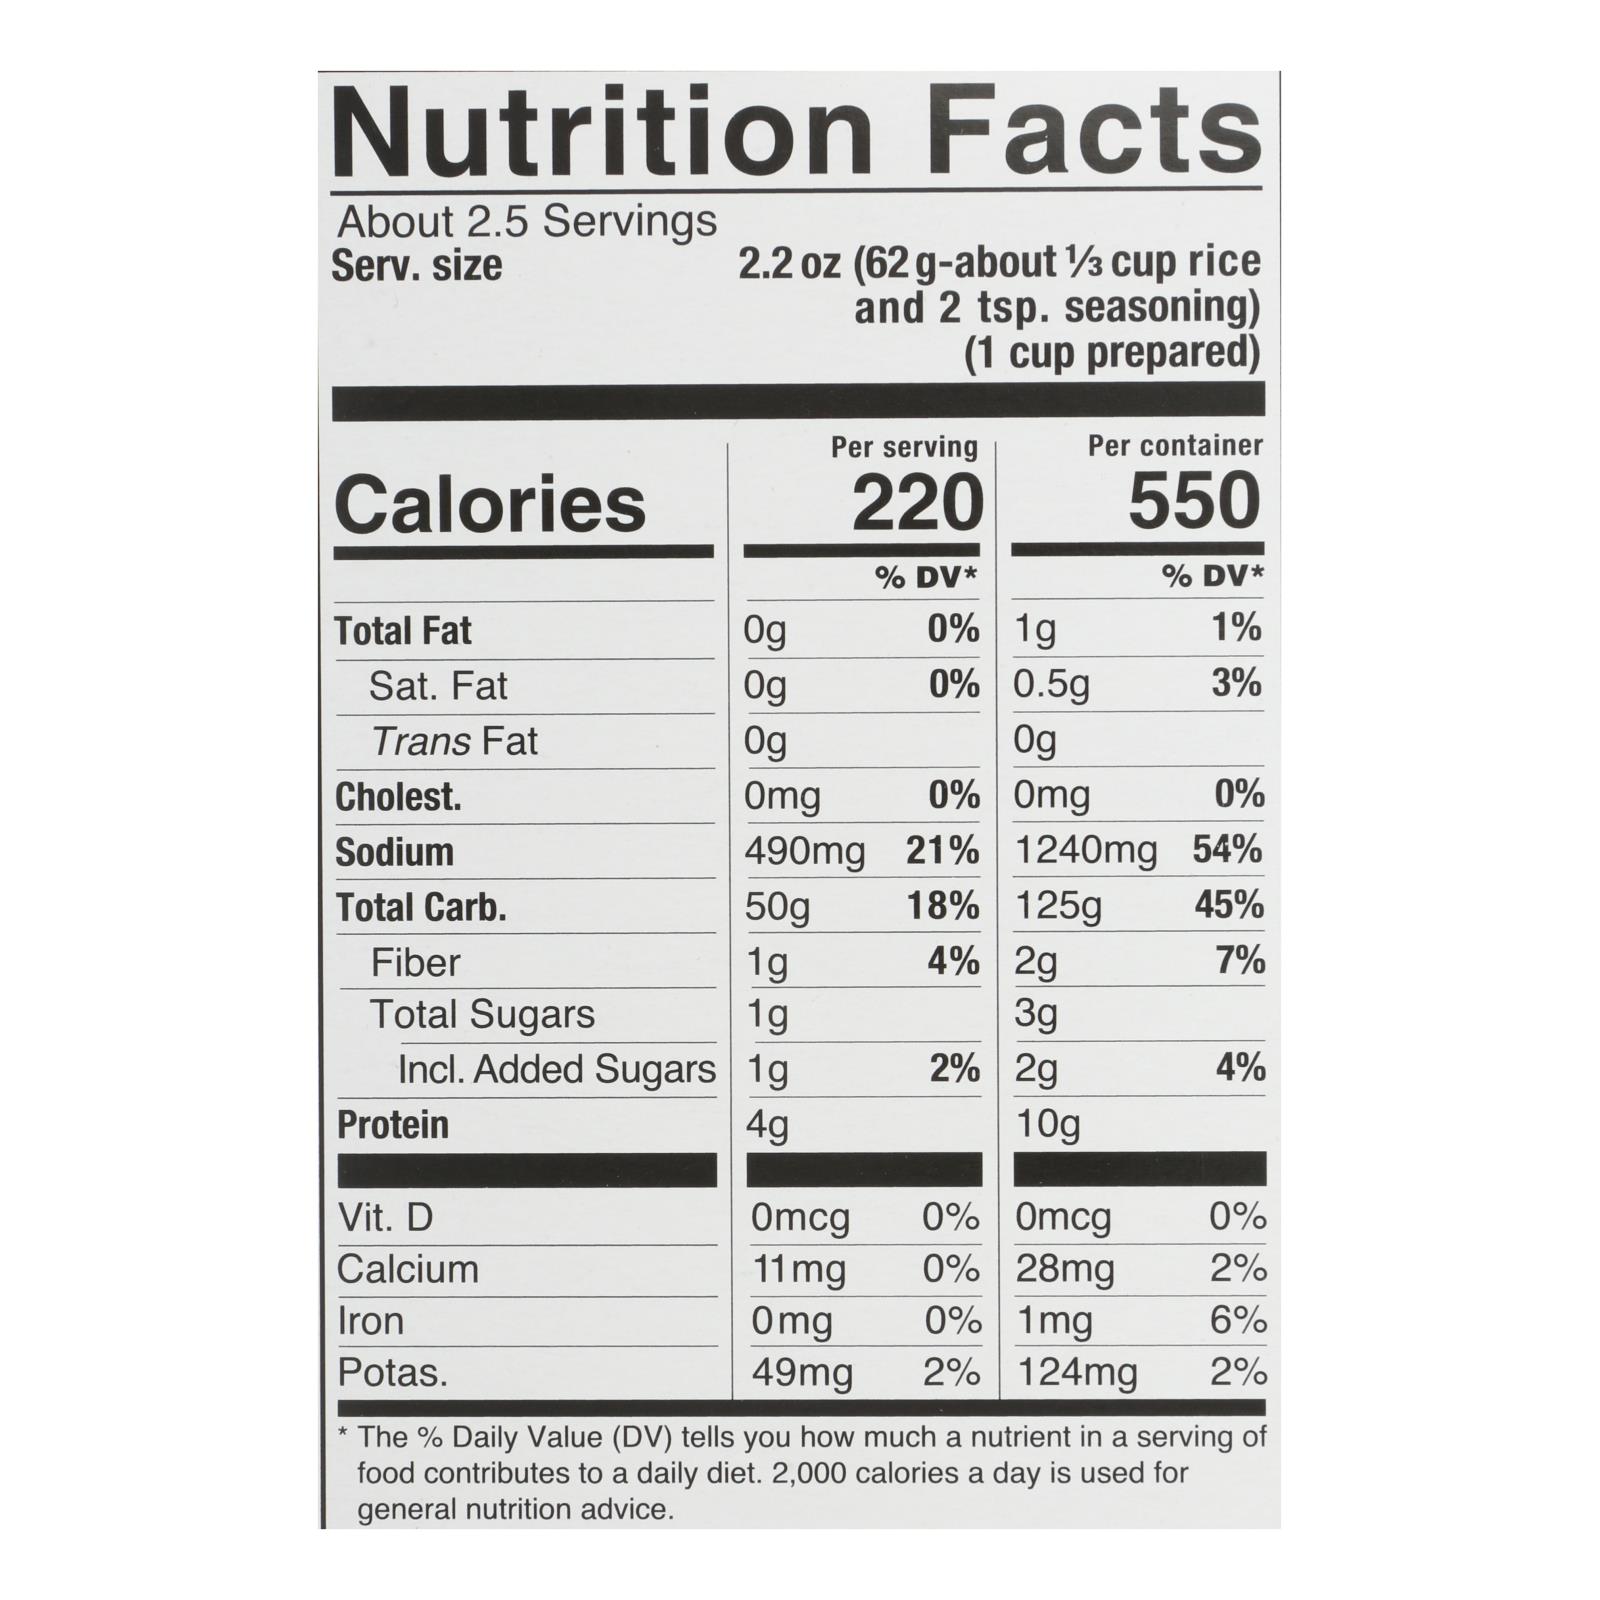 Nutrition Facts
About 2.5 Servings
Serv. size 2.2 oz (62 g-about ⅓ cup rice
and 2 tsp. seasoning)
(1 cup prepared)
Per serving Per container
Calories 220 550
% DV* % DV*
Total Fat 0g 0% 1g 1%
Sat. Fat 0g 0% 0.5g 3%
Trans Fat 0g 0g
Cholest. 0mg 0% 0mg 0%
Sodium 490mg 21% 1240mg 54%
Total Carb. 50g 18% 125g 45%
Fiber 1g 4% 2g 7%
Total Sugars 1g 3g
Incl. Added Sugars 1g 2% 2g 4%
Protein 4g 10g
Vit. D 0mcg 0% 0mcg 0%
Calcium 11mg 0% 28mg 2%
Iron 0mg 0% 1mg 6%
Potas. 49mg 2% 124mg 2%
* The % Daily Value (DV) tells you how much a nutrient in a serving of
food contributes to a daily diet. 2,000 calories a day is used for
general nutrition advice.